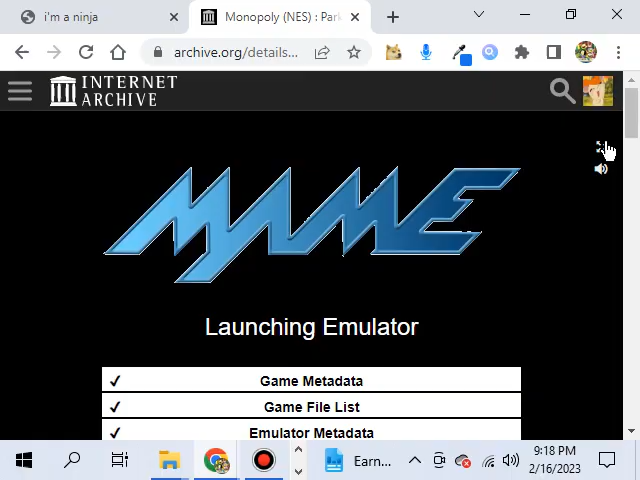 i'm a ninja
Monopoly (NES) : Park
archive.org/details...
INTERNET
ARCHIVE
MAME
Launching Emulator
✓ Game Metadata
✓ Game File List
✓ Emulator Metadata
Earn...
9:18 PM
2/16/2023